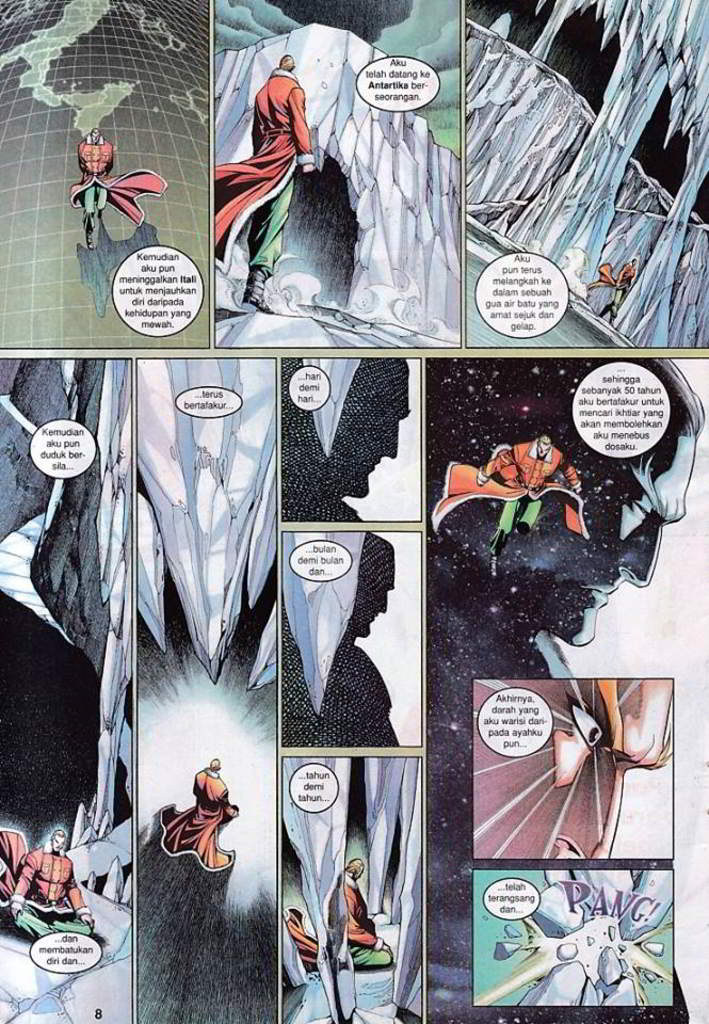 Kemudian
aku pun
meninggalkan Itali
untuk menjauhkan
diri daripada
kehidupan yang
mewah.
Aku
telah datang ke
Antartika ber-
seorangan.
Aku
pun terus
melangkah ke
dalam sebuah
gua air batu yang
amat sejuk dan
gelap.
Kemudian
aku pun
duduk ber-
sila...
...dan
membatukan
diri dan...
...terus
bertafakur...
...hari
demi
hari...
...bulan
demi bulan
dan...
...tahun
demi
tahun...
...
sehingga
sebanyak 50 tahun
aku bertafakur untuk
mencari ikhtiar yang
akan membolehkan
aku menebus
dosaku.
Akhirnya,
darah yang
aku warisi dari-
pada ayahku
pun...
...telah
terangsang
dan...
PANG!
8